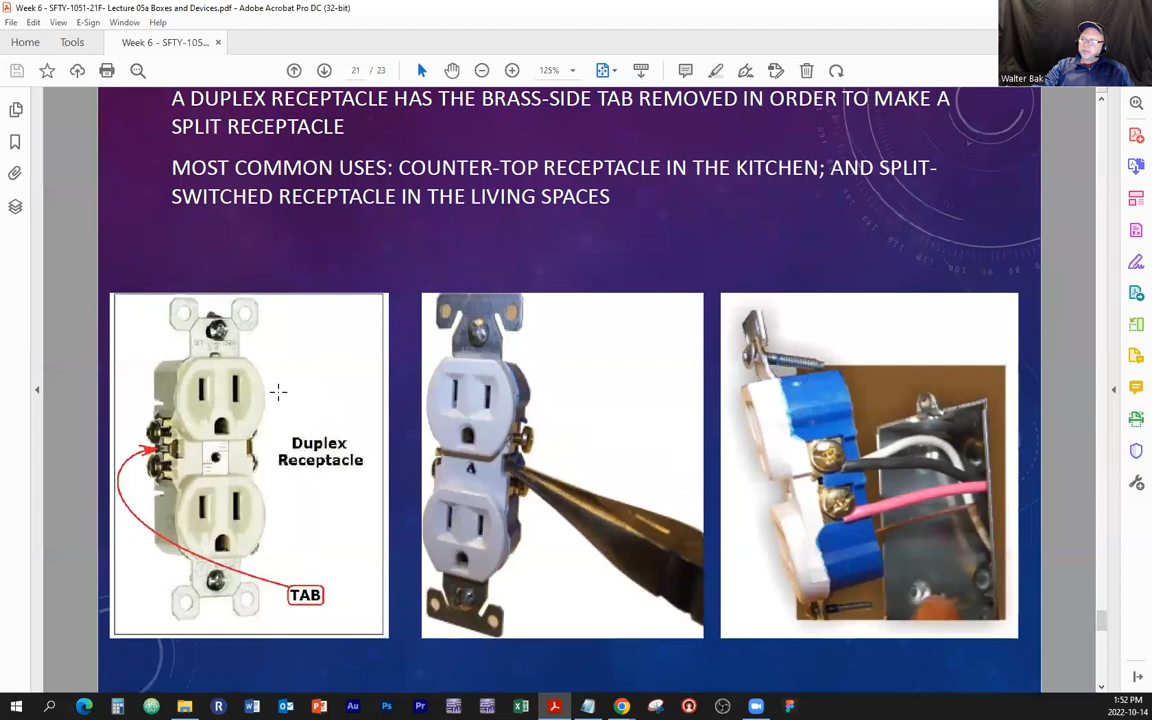 Week 6 - SFTY-1051-21F- Lecture 05a Boxes and Devices.pdf - Adobe Acrobat Pro DC (32-bit)
File Edit View E-Sign Window Help
Home Tools Week 6 - SFTY-105... ×
21 / 23 125%
Walter Bak
A DUPLEX RECEPTACLE HAS THE BRASS-SIDE TAB REMOVED IN ORDER TO MAKE A
SPLIT RECEPTACLE
MOST COMMON USES: COUNTER-TOP RECEPTACLE IN THE KITCHEN; AND SPLIT-
SWITCHED RECEPTACLE IN THE LIVING SPACES
Duplex
Receptacle
TAB
1:52 PM
2022-10-14